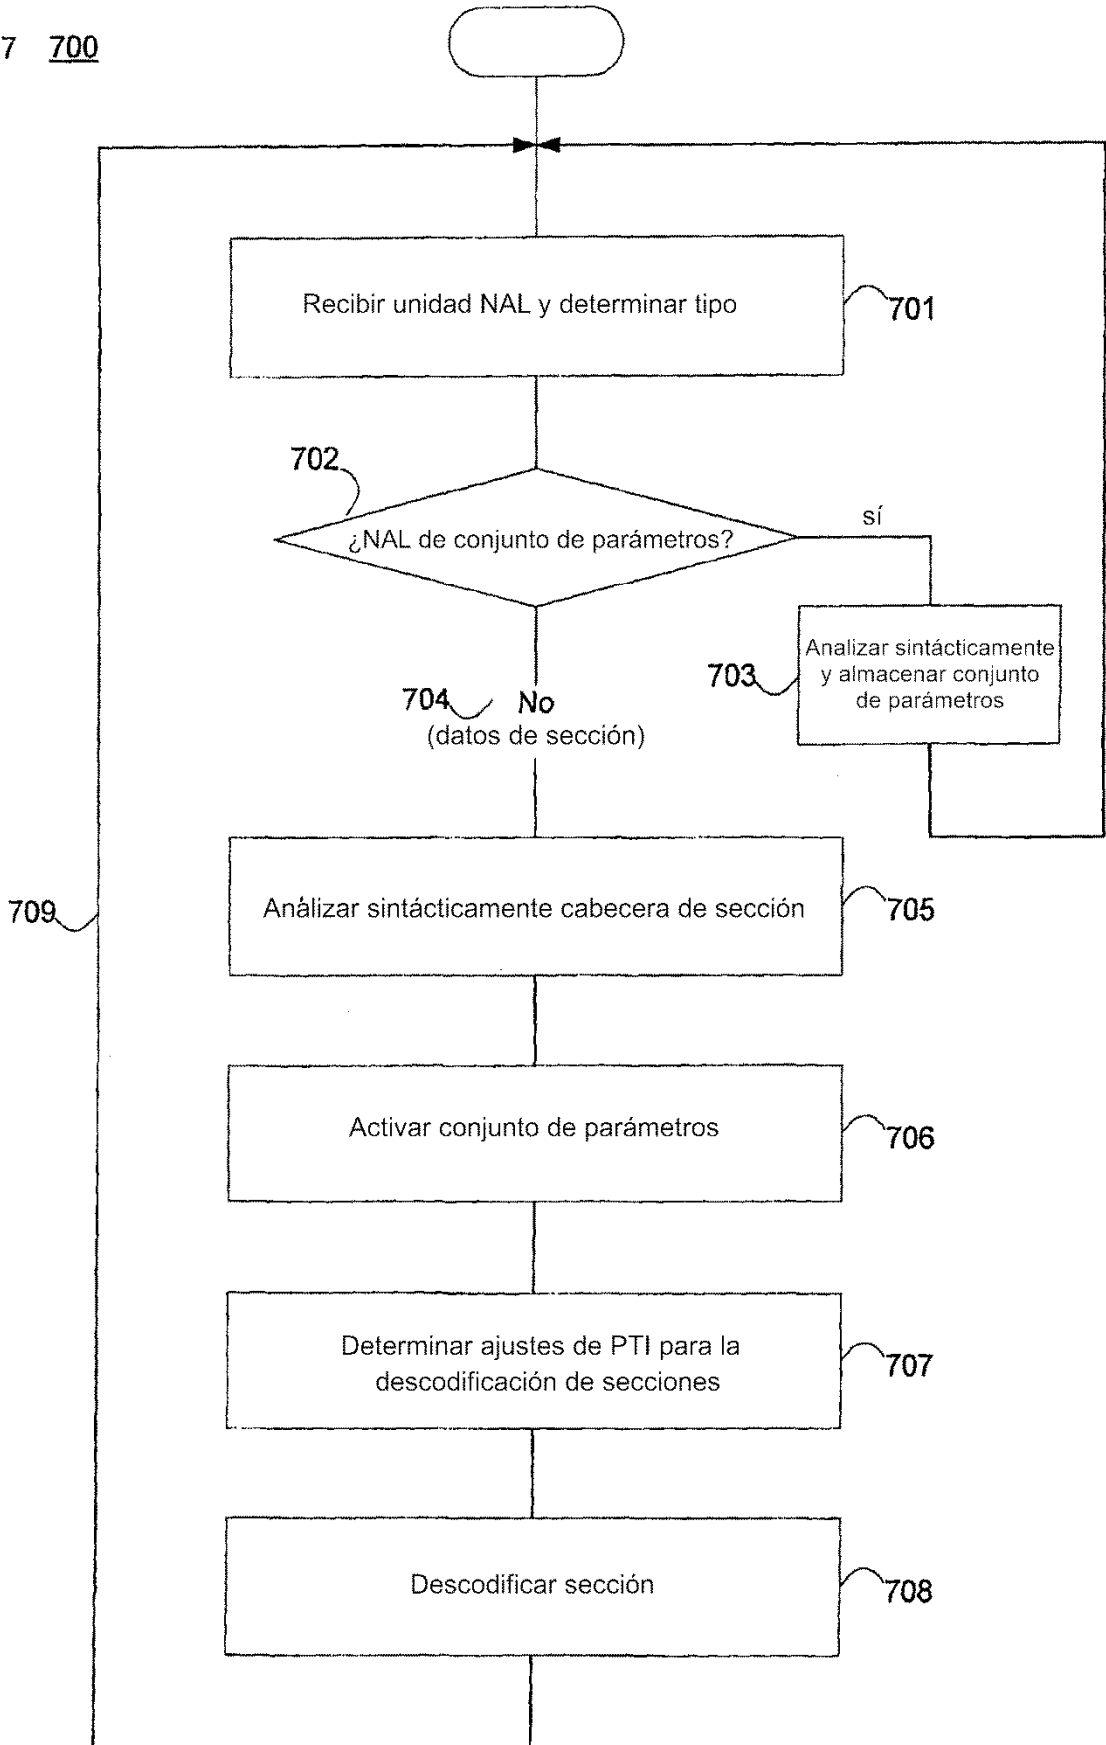 7 700
Recibir unidad NAL y determinar tipo
701
702
¿NAL de conjunto de parámetros?
sí
Analizar sintácticamente
y almacenar conjunto
de parámetros
703
704 No
(datos de sección)
Analizar sintácticamente cabecera de sección
705
709
Activar conjunto de parámetros
706
Determinar ajustes de PTI para la
descodificación de secciones
707
Descodificar sección
708